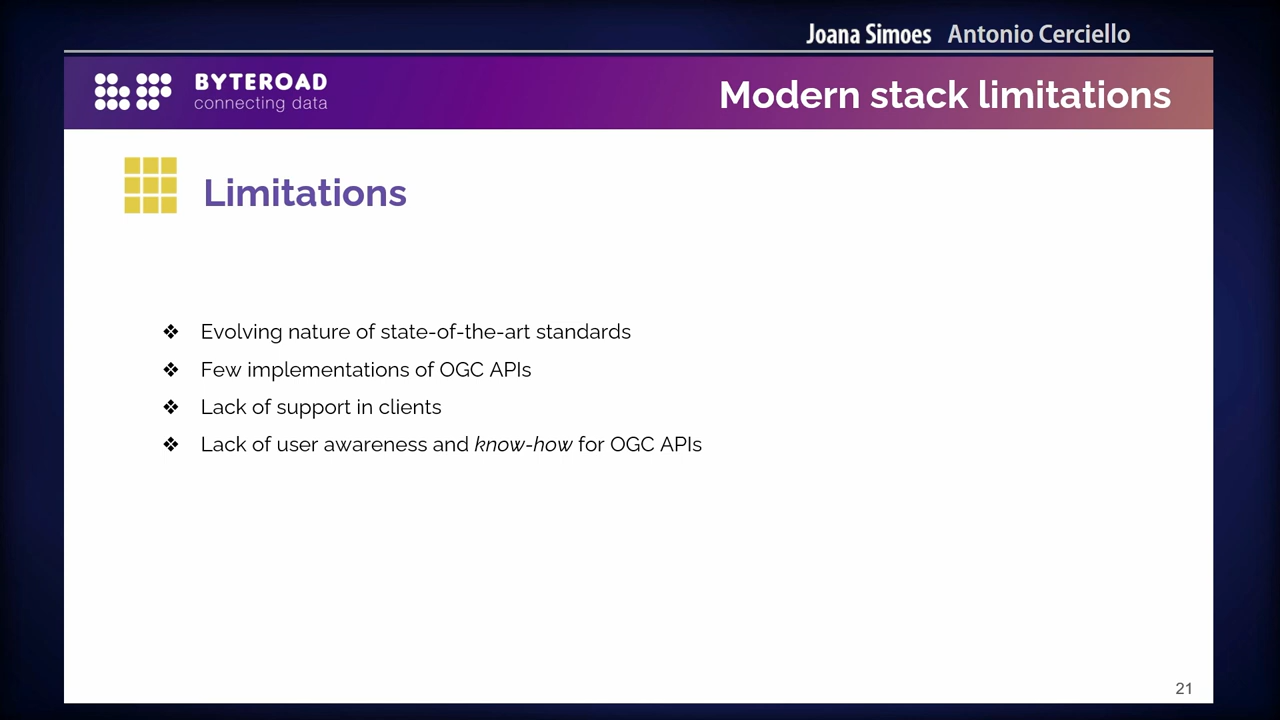 Joana Simoes Antonio Cerciello
BYTEROAD
connecting data
Modern stack limitations
Limitations
❖ Evolving nature of state-of-the-art standards
❖ Few implementations of OGC APIs
❖ Lack of support in clients
❖ Lack of user awareness and know-how for OGC APIs
21